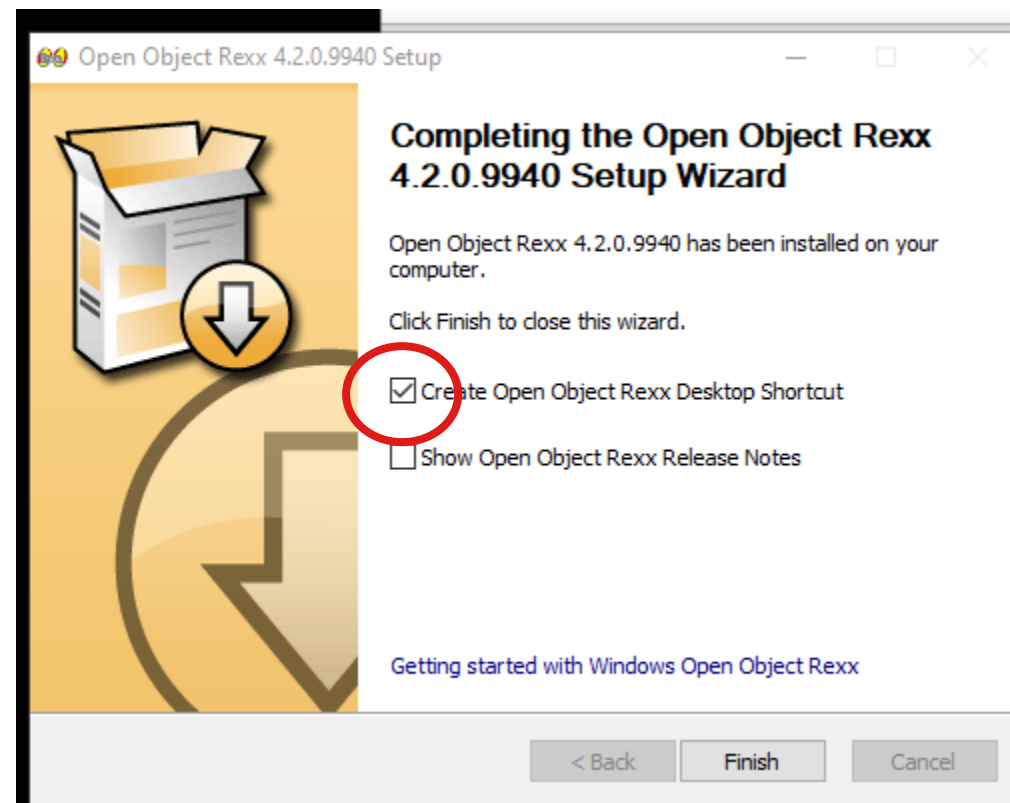 Open Object Rexx 4.2.0.9940 Setup
Completing the Open Object Rexx
4.2.0.9940 Setup Wizard
Open Object Rexx 4.2.0.9940 has been installed on your
computer.
Click Finish to close this wizard.
Create Open Object Rexx Desktop Shortcut
Show Open Object Rexx Release Notes
Getting started with Windows Open Object Rexx
< Back Finish Cancel